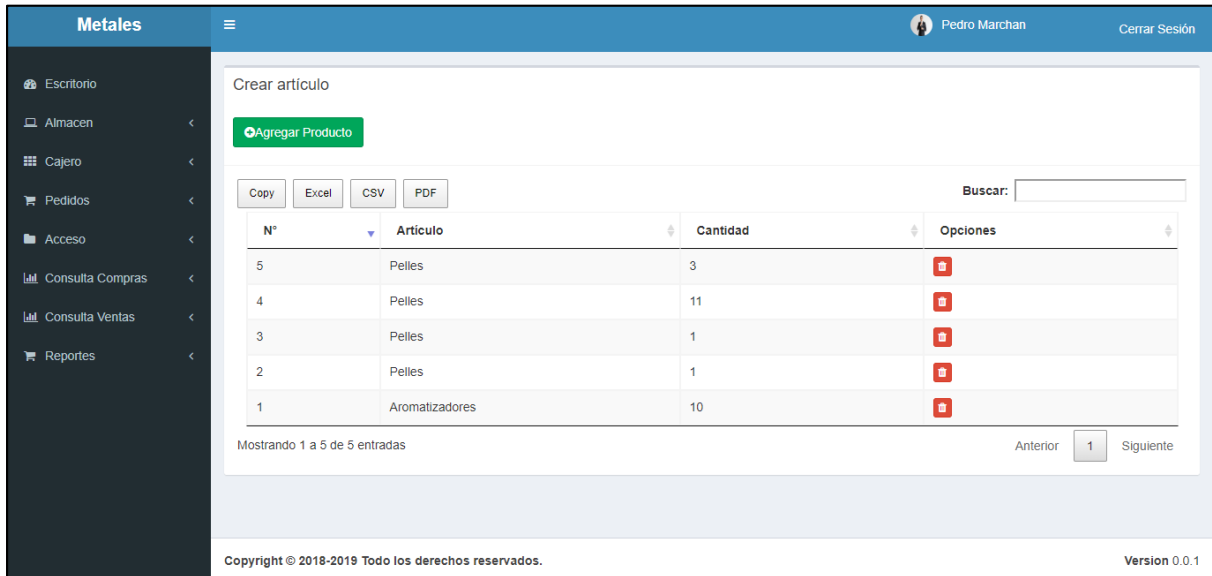 Metales
Pedro Marchan
Cerrar Sesión
Escritorio
Almacen
Cajero
Pedidos
Acceso
Consulta Compras
Consulta Ventas
Reportes
Crear artículo
Agregar Producto
Copy Excel CSV PDF
Buscar:
N° Artículo Cantidad Opciones
5 Pelles 3
4 Pelles 11
3 Pelles 1
2 Pelles 1
1 Aromatizadores 10
Mostrando 1 a 5 de 5 entradas
Anterior 1 Siguiente
Copyright © 2018-2019 Todo los derechos reservados.
Version 0.0.1